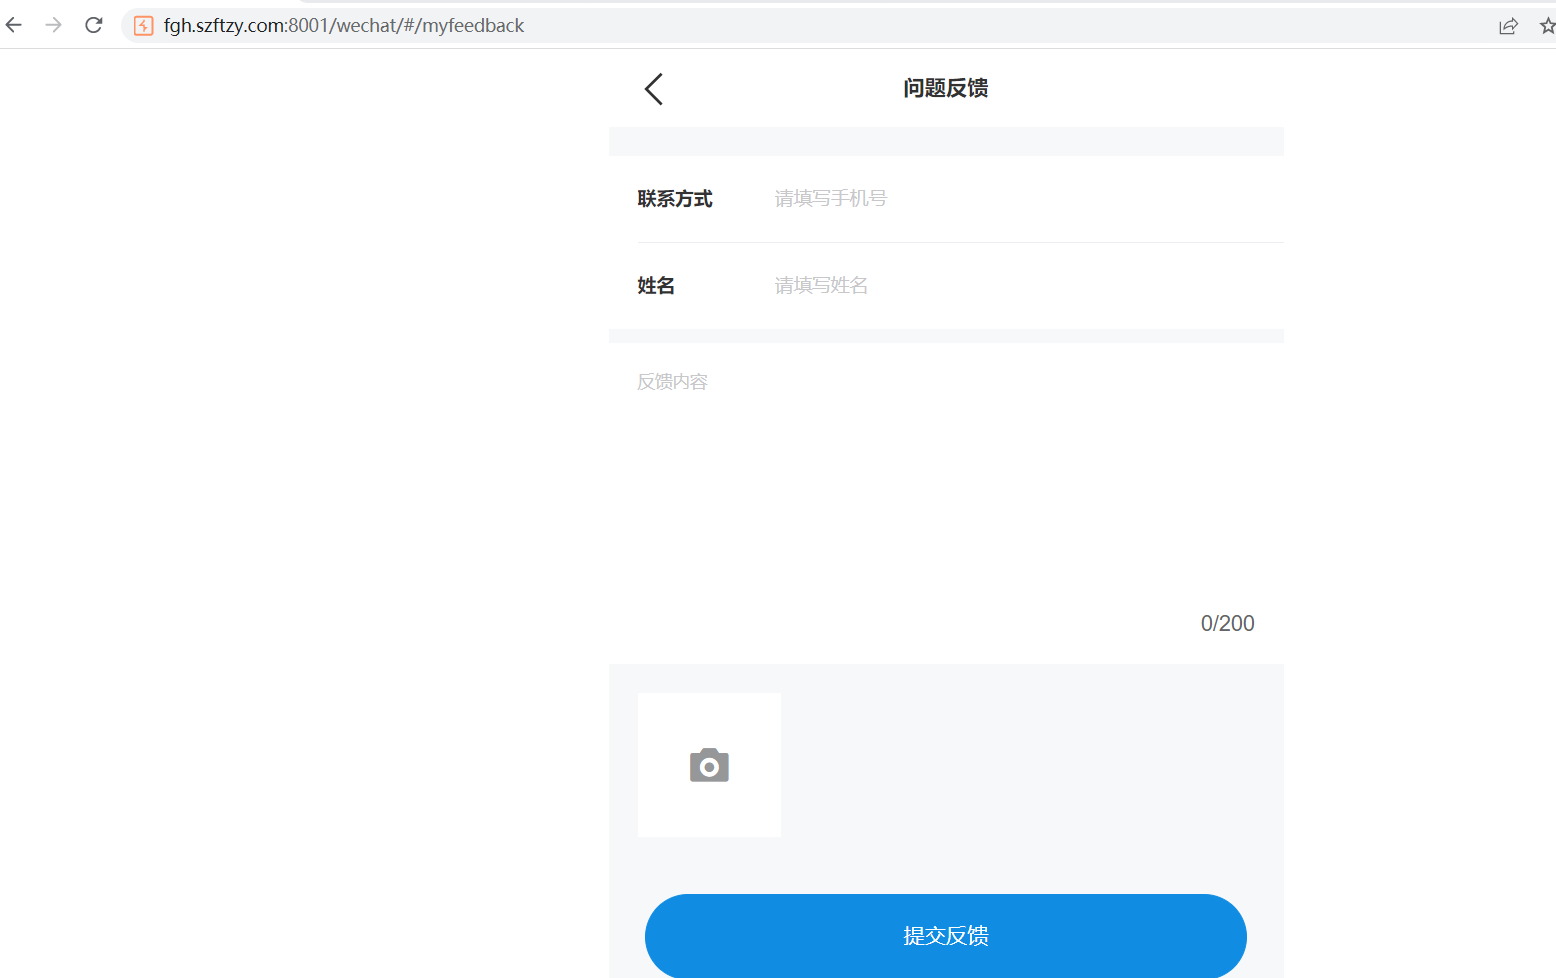 fgh.szftzy.com:8001/wechat/#/myfeedback
问题反馈
联系方式 请填写手机号
姓名 请填写姓名
反馈内容
0/200
提交反馈